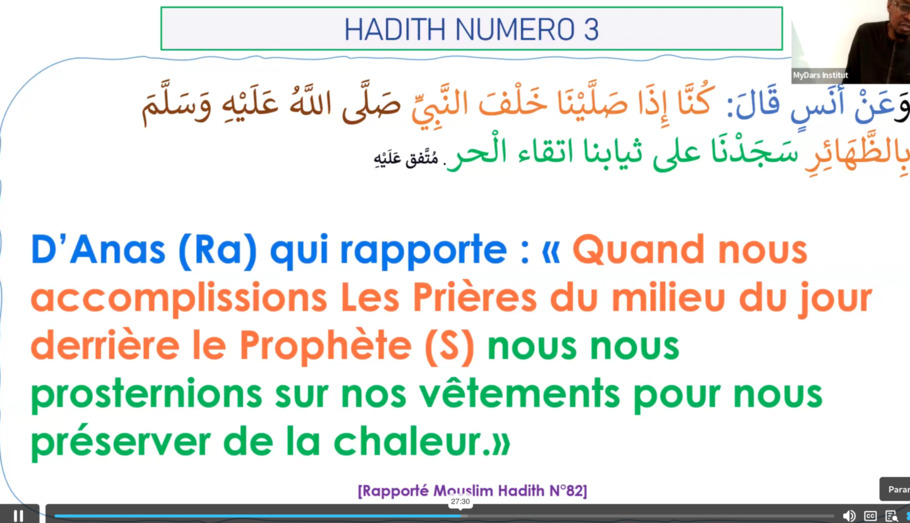 HADITH NUMERO 3
MyDars Institut
وَعَنْ أَنَسٍ قَالَ: كُنَّا إِذَا صَلَّيْنَا خَلْفَ النَّبِيِّ صَلَّى اللَّهُ عَلَيْهِ وَسَلَّمَ
بِالظَّهَائِرِ سَجَدْنَا على ثيابنا اتقاء الْحر. مُتَّفق عَلَيْهِ
D’Anas (Ra) qui rapporte : « Quand nous
accomplissions Les Prières du milieu du jour
derrière le Prophète (S) nous nous
prosternions sur nos vêtements pour nous
préserver de la chaleur.»
[Rapporté Mouslim Hadith N°82]
27:30
Parar
CC